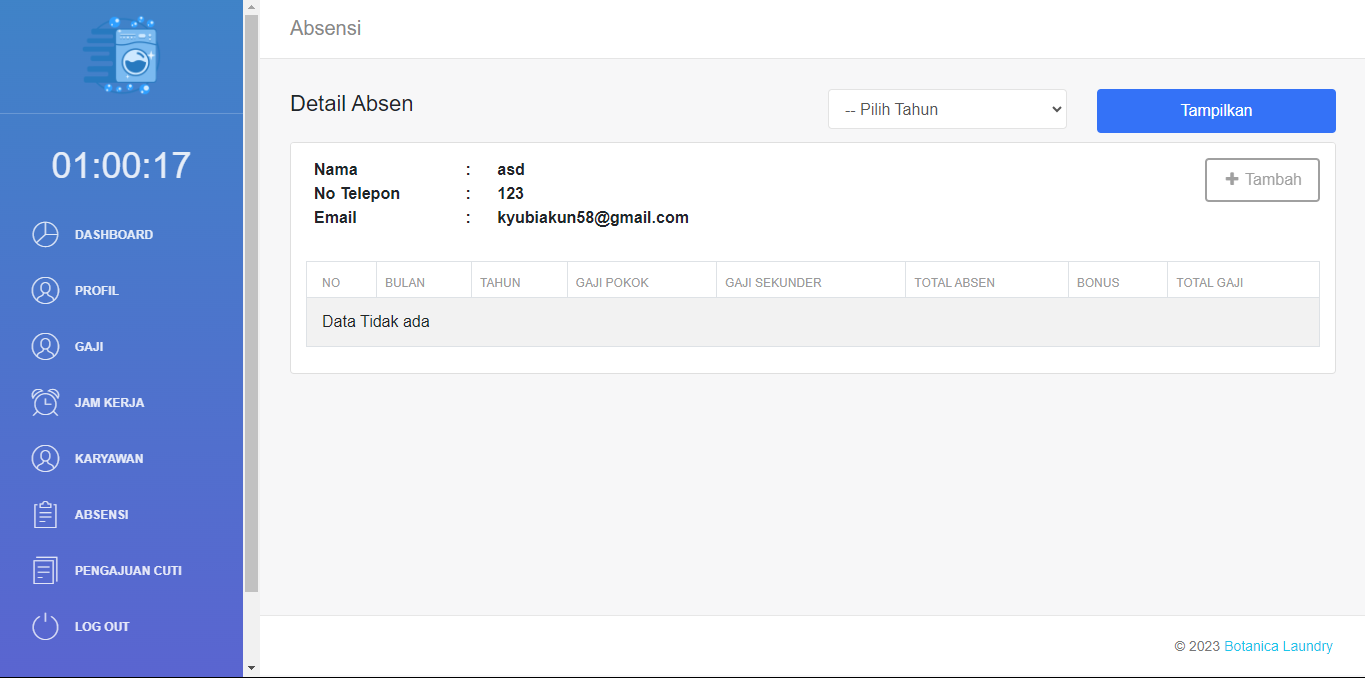 01:00:17
DASHBOARD
PROFIL
GAJI
JAM KERJA
KARYAWAN
ABSENSI
PENGAJUAN CUTI
LOG OUT
Absensi
Detail Absen
-- Pilih Tahun
Tampilkan
Nama : asd
No Telepon : 123
Email : kyubiakun58@gmail.com
+ Tambah
NO BULAN TAHUN GAJI POKOK GAJI SEKUNDER TOTAL ABSEN BONUS TOTAL GAJI
Data Tidak ada
© 2023 Botanica Laundry